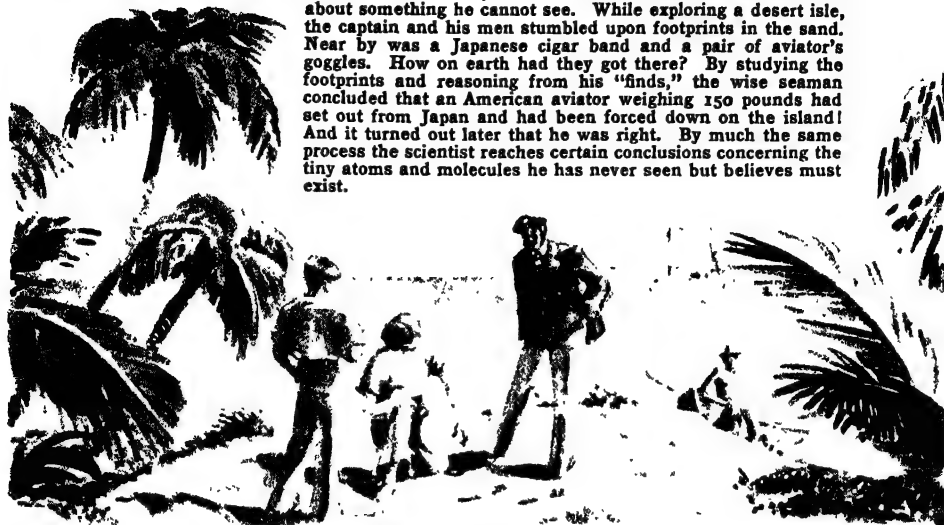 about something he cannot see. While exploring a desert isle,
the captain and his men stumbled upon footprints in the sand.
Near by was a Japanese cigar band and a pair of aviator's
goggles. How on earth had they got there? By studying the
footprints and reasoning from his "finds," the wise seaman
concluded that an American aviator weighing 150 pounds had
set out from Japan and had been forced down on the island!
And it turned out later that he was right. By much the same
process the scientist reaches certain conclusions concerning the
tiny atoms and molecules he has never seen but believes must
exist.